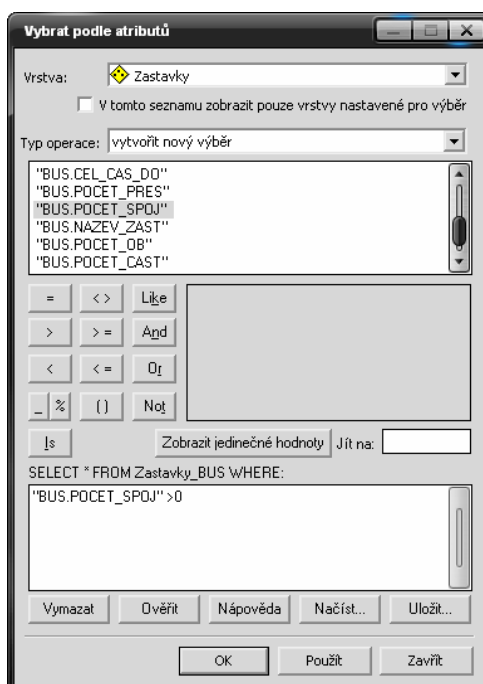 Vybrat podle atributů
Vrstva: Zastavky
V tomto seznamu zobrazit pouze vrstvy nastavené pro výběr
Typ operace: vytvořit nový výběr
"BUS.CEL_CAS_DO"
"BUS.POCET_PRES"
"BUS.POCET_SPOJ"
"BUS.NAZEV_ZAST"
"BUS.POCET_OB"
"BUS.POCET_CAST"
= < > Like
> > = And
< < = Or
_ % ( ) Not
Is Zobrazit jedinečné hodnoty Jít na:
SELECT * FROM Zastavky_BUS WHERE:
"BUS.POCET_SPOJ" >0
Vymazat Ověřit Nápověda Načíst... Uložit...
OK Použít Zavřít